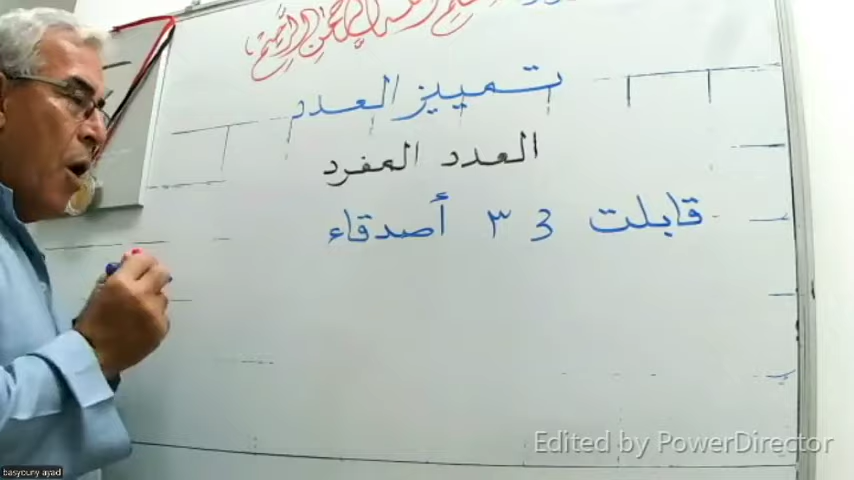 بسم الله الرحمن الرحيم
تمييز العدد
العدد المفرد
قابلت 3 ٣ أصدقاء
Edited by PowerDirector
basyouny ayad